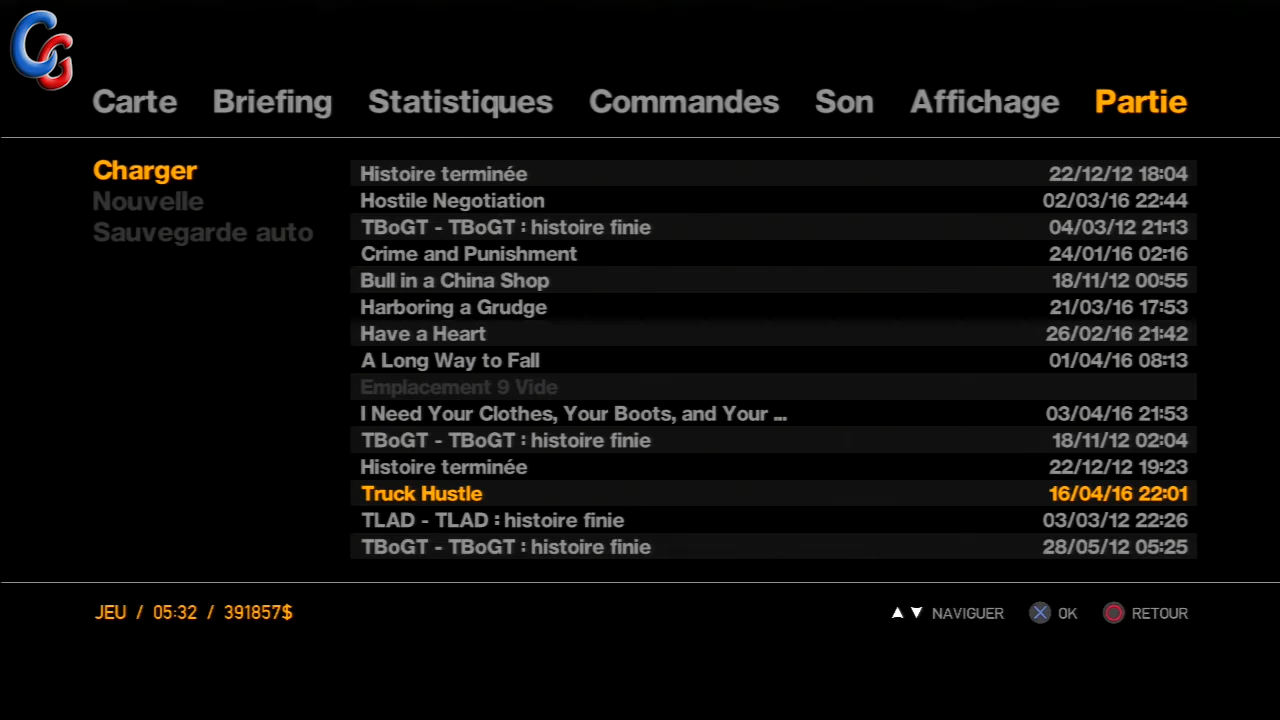 CG
Carte Briefing Statistiques Commandes Son Affichage Partie
Charger
Nouvelle
Sauvegarde auto
Histoire terminée 22/12/12 18:04
Hostile Negotiation 02/03/16 22:44
TBoGT - TBoGT : histoire finie 04/03/12 21:13
Crime and Punishment 24/01/16 02:16
Bull in a China Shop 18/11/12 00:55
Harboring a Grudge 21/03/16 17:53
Have a Heart 26/02/16 21:42
A Long Way to Fall 01/04/16 08:13
Emplacement 9 Vide
I Need Your Clothes, Your Boots, and Your ... 03/04/16 21:53
TBoGT - TBoGT : histoire finie 18/11/12 02:04
Histoire terminée 22/12/12 19:23
Truck Hustle 16/04/16 22:01
TLAD - TLAD : histoire finie 03/03/12 22:26
TBoGT - TBoGT : histoire finie 28/05/12 05:25
JEU / 05:32 / 391857$ NAVIGUER OK RETOUR